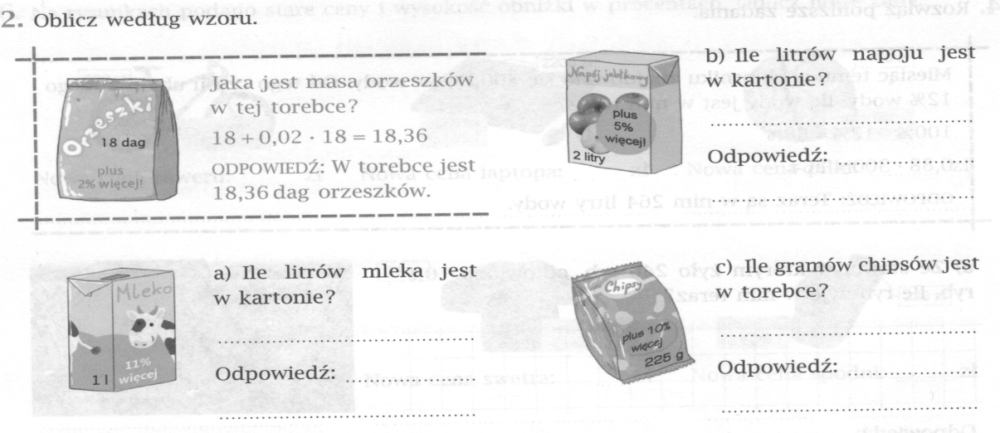 2. Oblicz według wzoru.
Orzeszki
18 dag
plus
2% więcej!
Jaka jest masa orzeszków
w tej torebce?
18 + 0,02 · 18 = 18,36
ODPOWIEDŹ: W torebce jest
18,36 dag orzeszków.
Napój jabłkowy
plus
5%
więcej!
2 litry
b) Ile litrów napoju jest
w kartonie?
Odpowiedź:
Mleko
11%
więcej
1 l
a) Ile litrów mleka jest
w kartonie?
Odpowiedź:
Chipsy
plus 10%
więcej
225 g
c) Ile gramów chipsów jest
w torebce?
Odpowiedź: